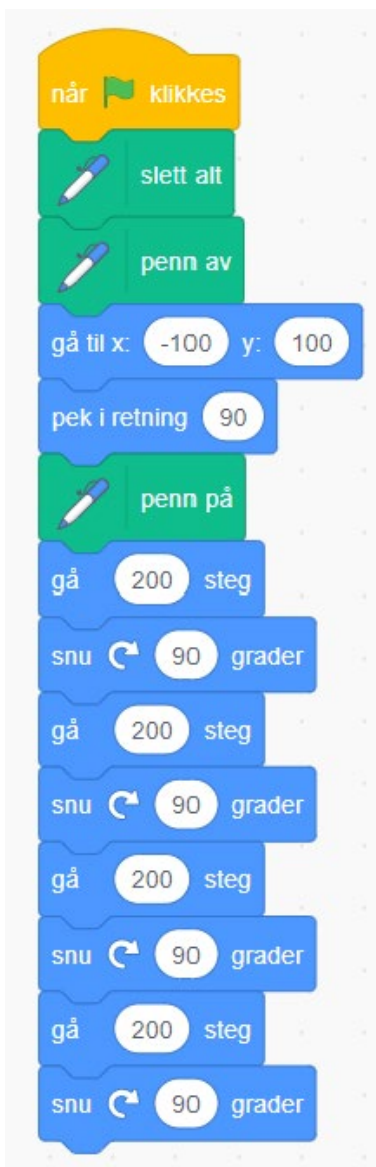 når klikkes
slett alt
penn av
gå til x: -100 y: 100
pek i retning 90
penn på
gå 200 steg
snu 90 grader
gå 200 steg
snu 90 grader
gå 200 steg
snu 90 grader
gå 200 steg
snu 90 grader